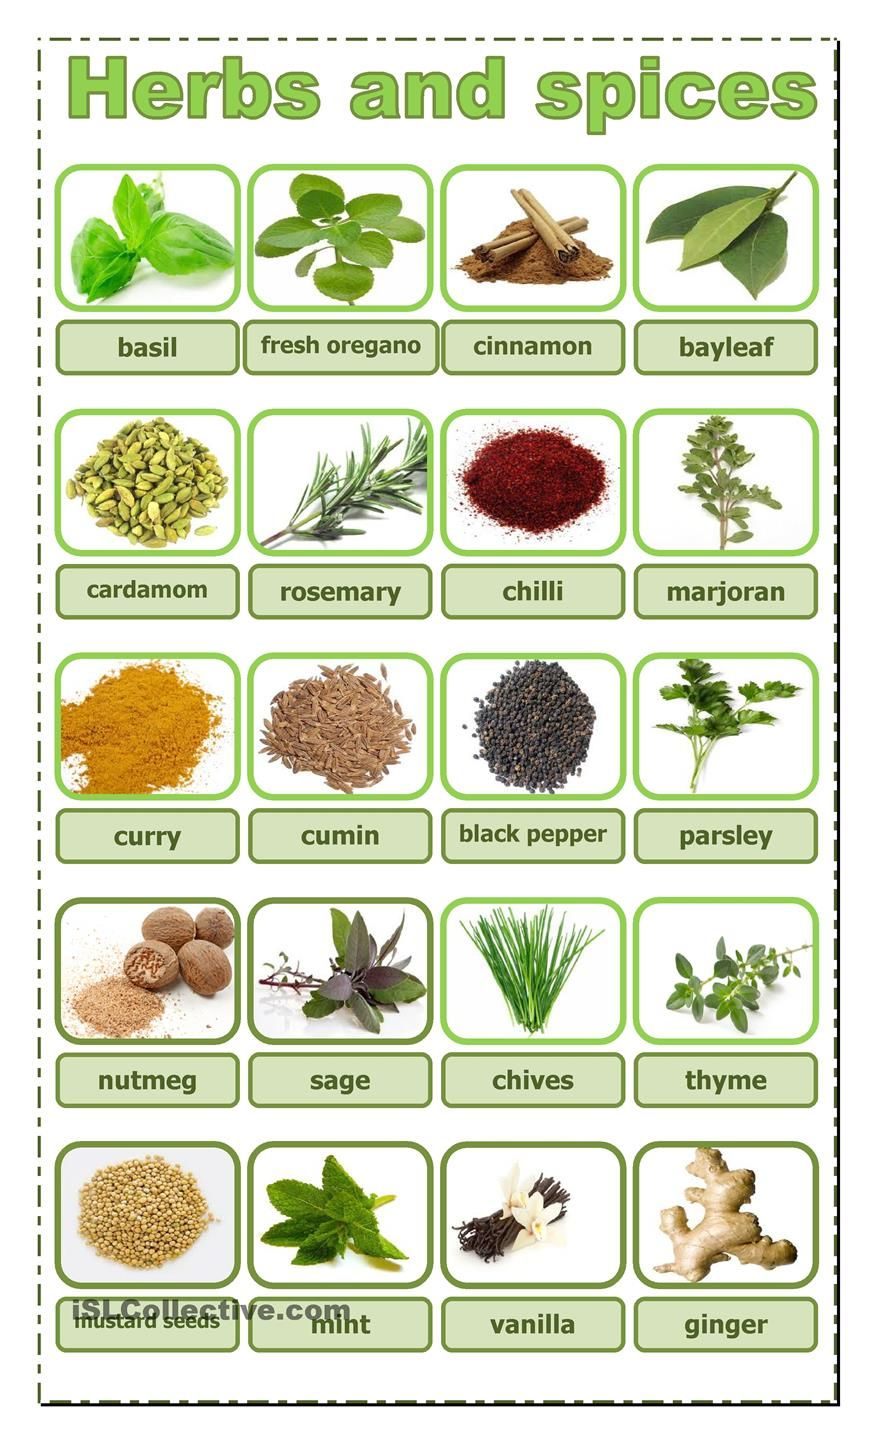 Herbs and spices
basil
fresh oregano
cinnamon
bayleaf
cardamom
rosemary
chilli
marjoran
curry
cumin
black pepper
parsley
nutmeg
sage
chives
thyme
iSLCollective.com
mustard seeds
mint
vanilla
ginger